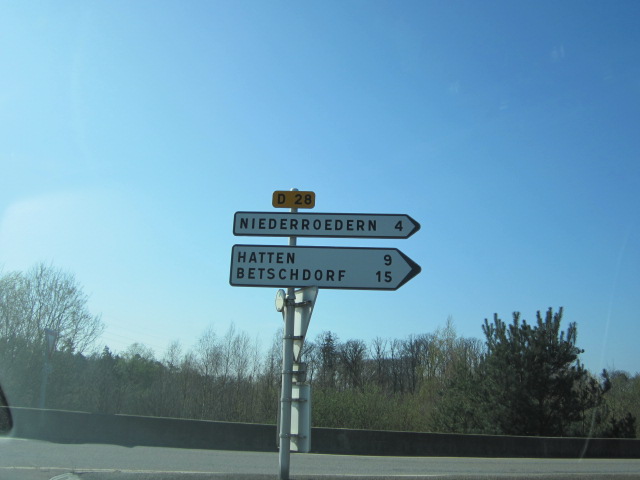 D 28
NIEDERROEDERN 4
HATTEN 9
BETSCHDORF 15